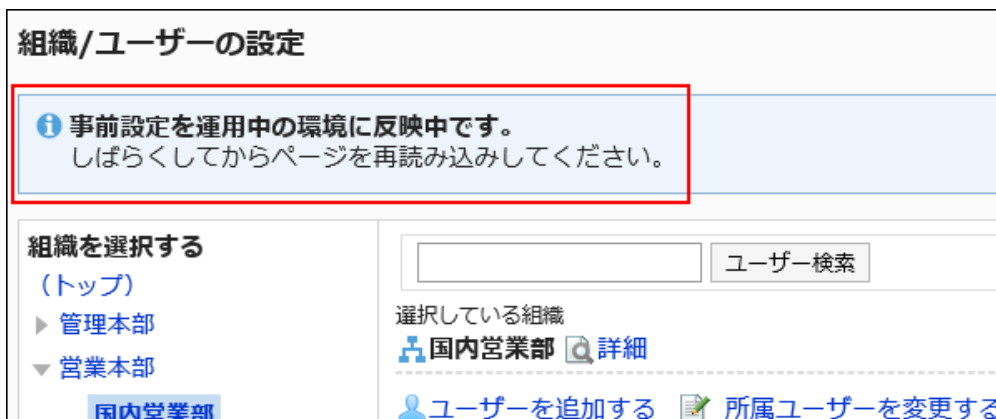 組織/ユーザーの設定
事前設定を運用中の環境に反映中です。
しばらくしてからページを再読み込みしてください。
組織を選択する
(トップ)
管理本部
営業本部
国内営業部
ユーザー検索
選択している組織
国内営業部 詳細
ユーザーを追加する 所属ユーザーを変更する